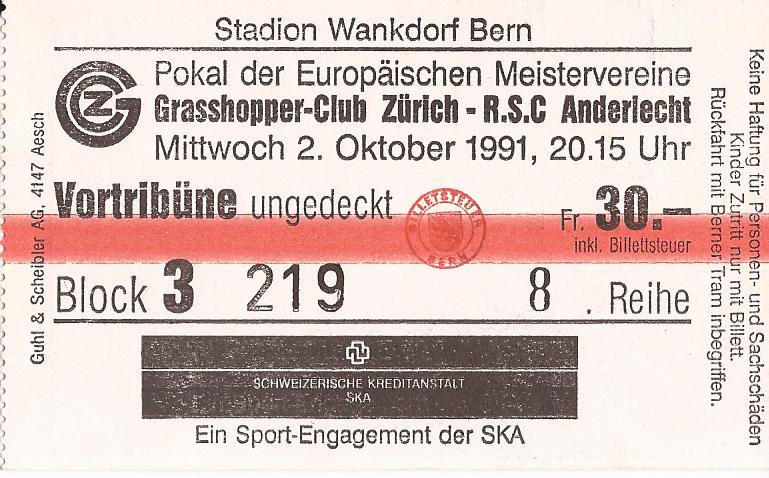 Stadion Wankdorf Bern
GC Z
Pokal der Europäischen Meistervereine
Grasshopper-Club Zürich - R.S.C Anderlecht
Mittwoch 2. Oktober 1991, 20.15 Uhr
Vortribüne ungedeckt
Fr. 30.–
inkl. Billettsteuer
BILLETSTEUER
BERN
Block 3 219 8 . Reihe
SCHWEIZERISCHE KREDITANSTALT
SKA
Ein Sport-Engagement der SKA
Guhl & Scheibler AG, 4147 Aesch
Keine Haftung für Personen- und Sachschäden
Kinder Zutritt nur mit Billett.
Rückfahrt mit Berner Tram inbegriffen.